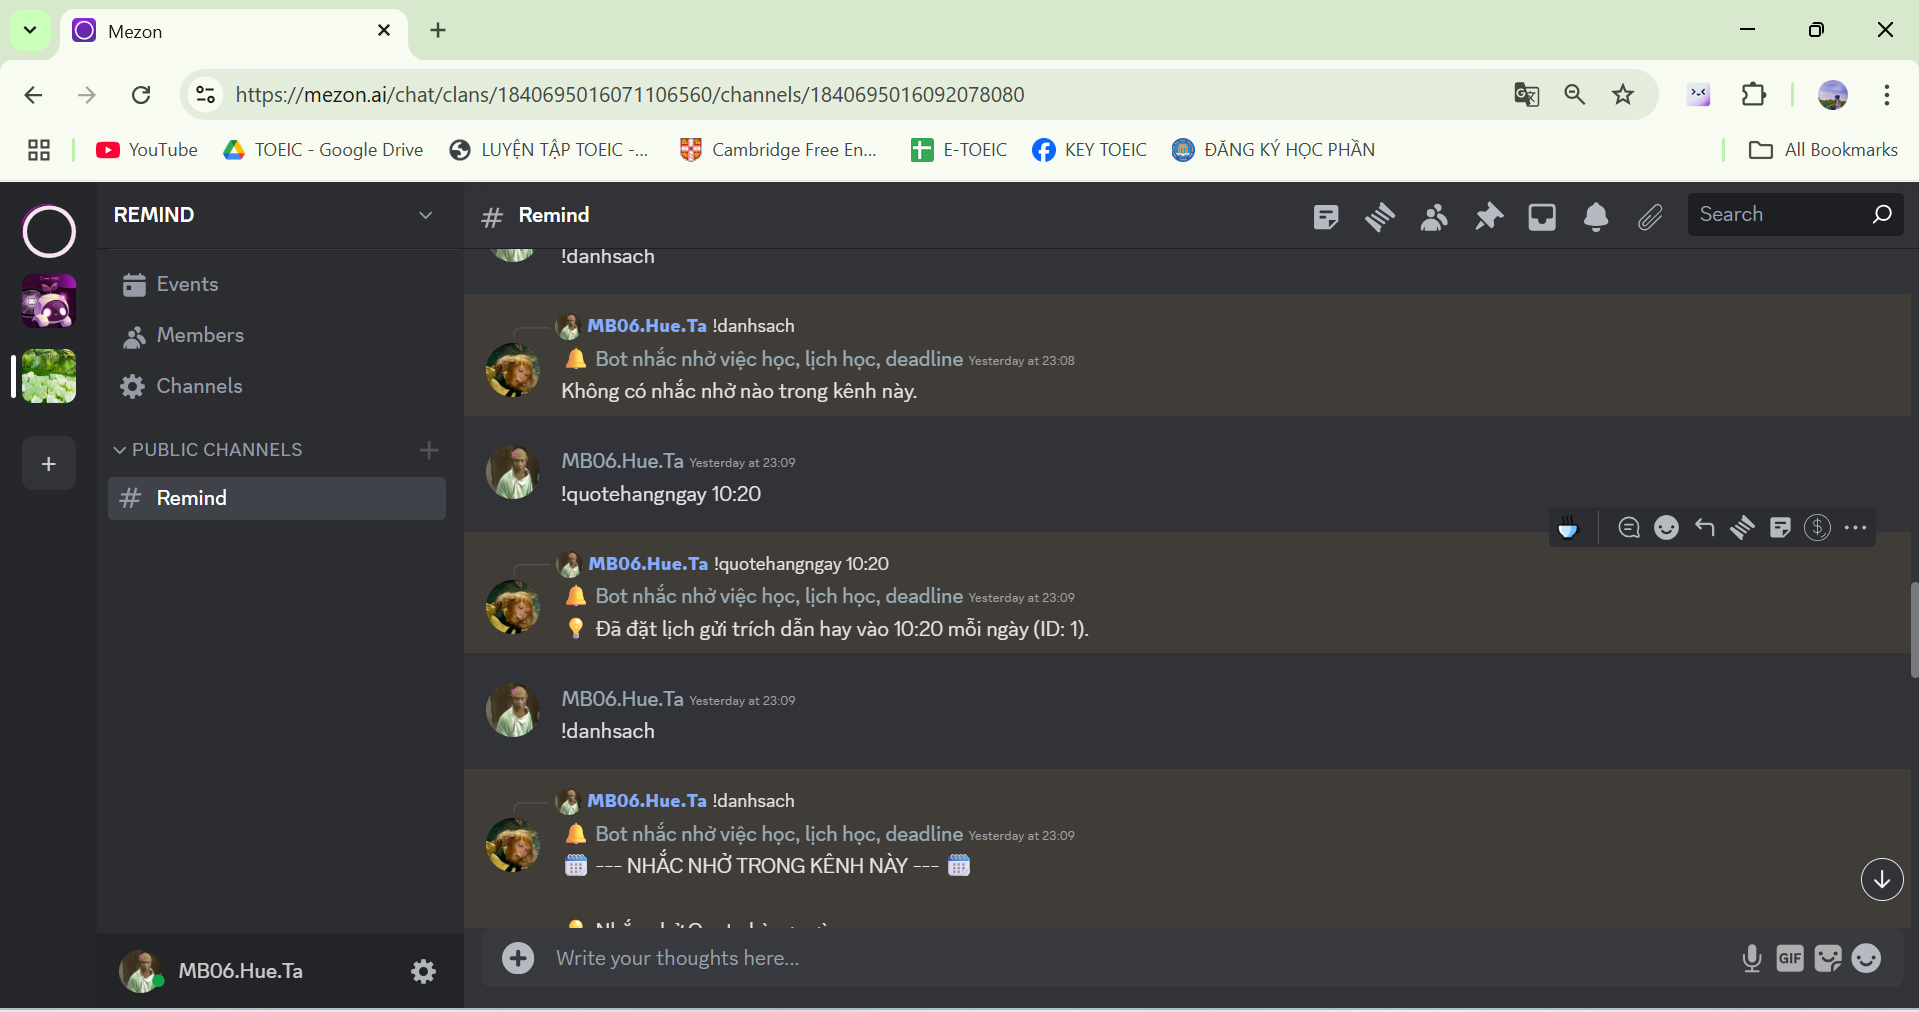 Mezon
https://mezon.ai/chat/clans/1840695016071106560/channels/1840695016092078080
YouTube
TOEIC - Google Drive
LUYỆN TẬP TOEIC -...
Cambridge Free En...
E-TOEIC
KEY TOEIC
ĐĂNG KÝ HỌC PHẦN
All Bookmarks
REMIND
Events
Members
Channels
PUBLIC CHANNELS
# Remind
MB06.Hue.Ta
# Remind
Search
!danhsach
MB06.Hue.Ta !danhsach
🔔 Bot nhắc nhở việc học, lịch học, deadline Yesterday at 23:08
Không có nhắc nhở nào trong kênh này.
MB06.Hue.Ta Yesterday at 23:09
!quotehangngay 10:20
MB06.Hue.Ta !quotehangngay 10:20
🔔 Bot nhắc nhở việc học, lịch học, deadline Yesterday at 23:09
💡 Đã đặt lịch gửi trích dẫn hay vào 10:20 mỗi ngày (ID: 1).
MB06.Hue.Ta Yesterday at 23:09
!danhsach
MB06.Hue.Ta !danhsach
🔔 Bot nhắc nhở việc học, lịch học, deadline Yesterday at 23:09
🗓️ --- NHẮC NHỞ TRONG KÊNH NÀY --- 🗓️
Write your thoughts here...
GIF